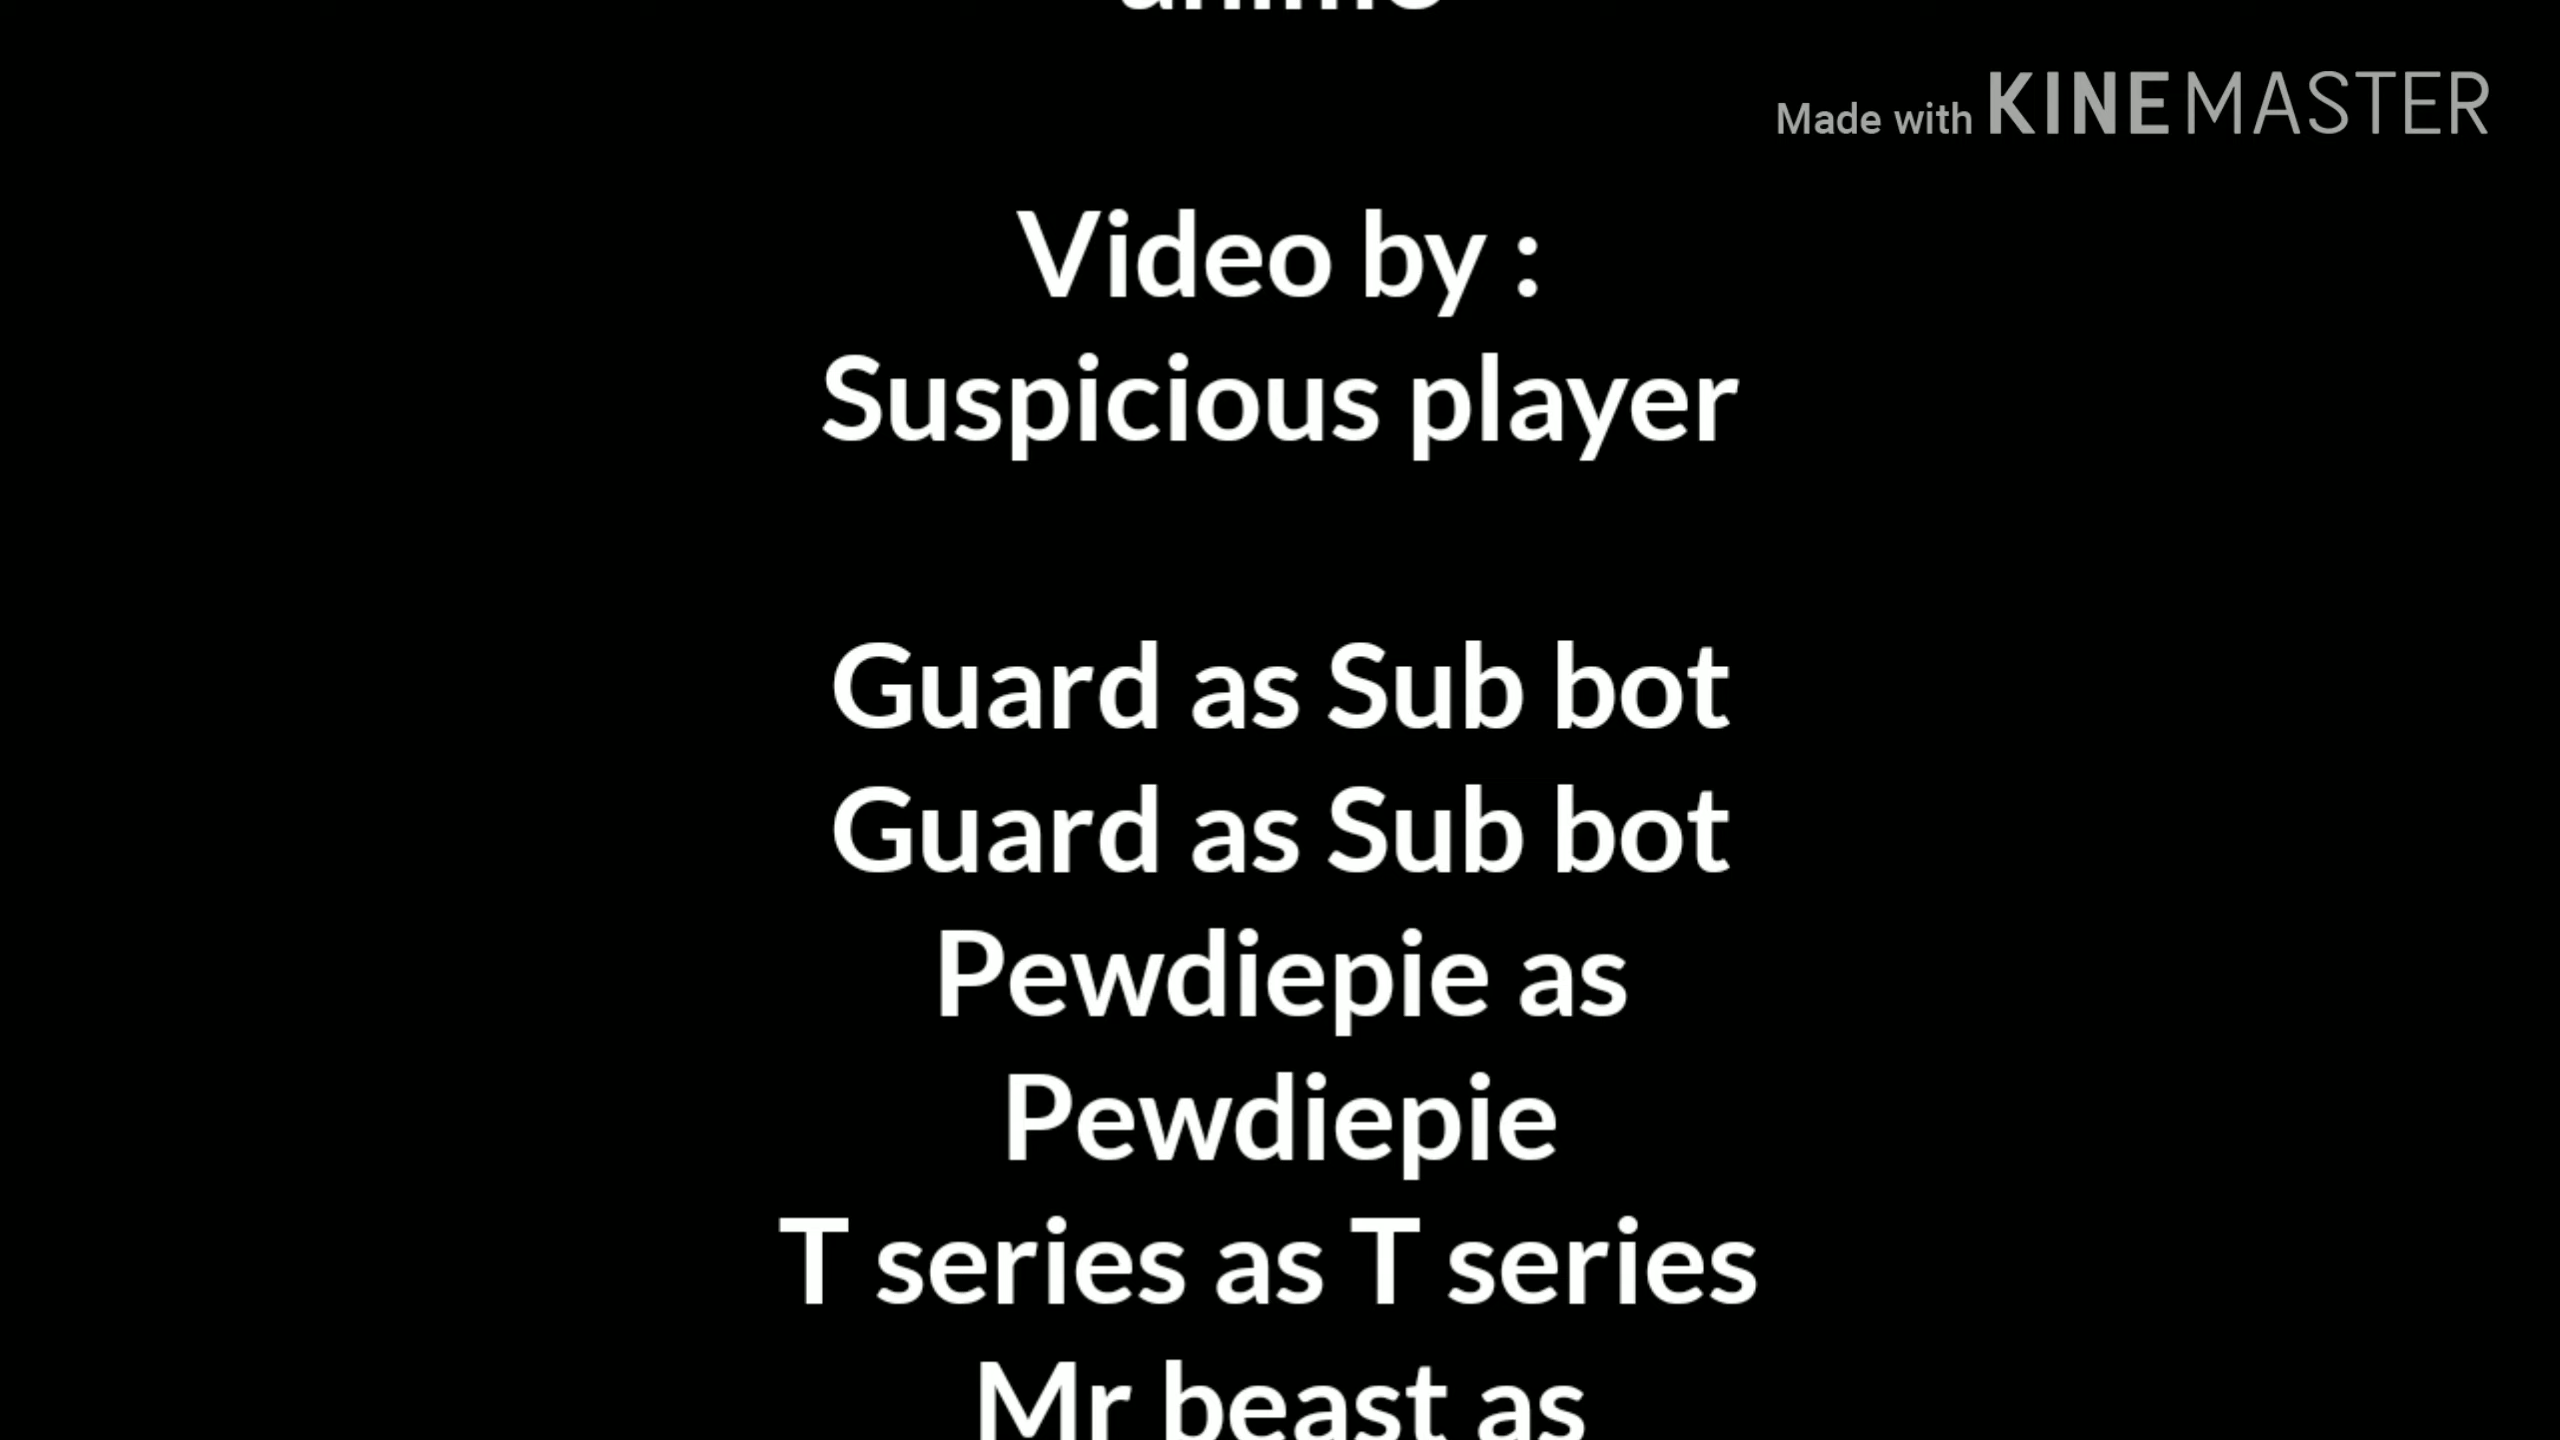 Made with KINEMASTER
Video by :
Suspicious player
Guard as Sub bot
Guard as Sub bot
Pewdiepie as
Pewdiepie
T series as T series
Mr beast as